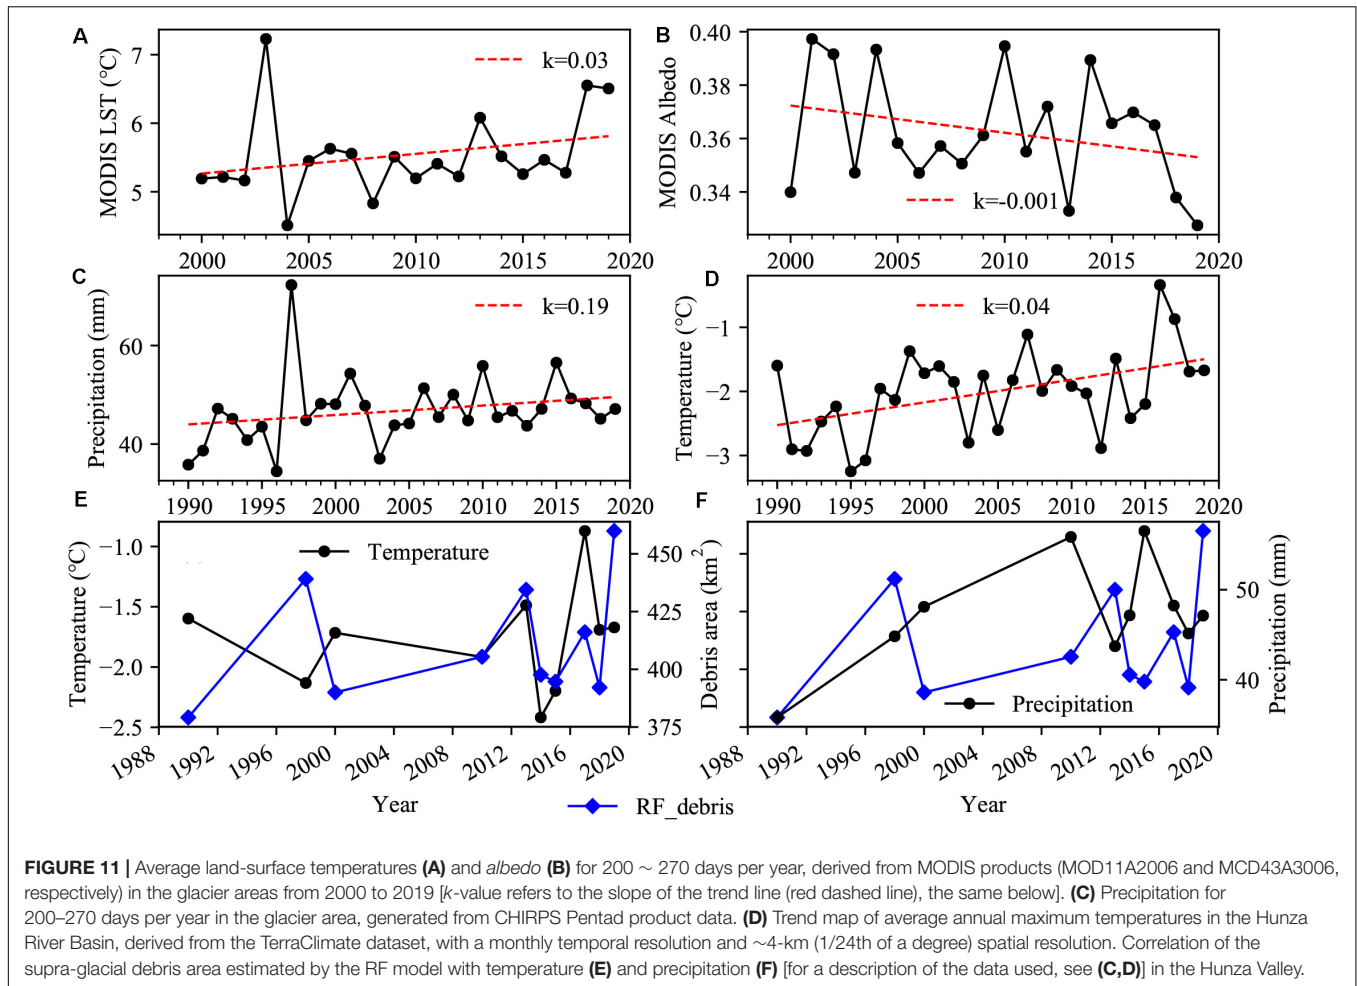 A
MODIS LST (℃)
7
6
5
k=0.03
2000 2005 2010 2015 2020
B
MODIS Albedo
0.40
0.38
0.36
0.34
k=-0.001
2000 2005 2010 2015 2020
C
Precipitation (mm)
60
40
k=0.19
1990 1995 2000 2005 2010 2015 2020
D
Temperature (℃)
−1
−2
−3
k=0.04
1990 1995 2000 2005 2010 2015 2020
E
Temperature (℃)
−1.0
−1.5
−2.0
−2.5
Temperature
450
425
400
375
Debris area (km²)
1988 1992 1996 2000 2004 2008 2012 2016 2020
Year
F
Precipitation
50
40
Precipitation (mm)
1988 1992 1996 2000 2004 2008 2012 2016 2020
Year
RF_debris
FIGURE 11 | Average land-surface temperatures (A) and albedo (B) for 200 ∼ 270 days per year, derived from MODIS products (MOD11A2006 and MCD43A3006,
respectively) in the glacier areas from 2000 to 2019 [k-value refers to the slope of the trend line (red dashed line), the same below]. (C) Precipitation for
200–270 days per year in the glacier area, generated from CHIRPS Pentad product data. (D) Trend map of average annual maximum temperatures in the Hunza
River Basin, derived from the TerraClimate dataset, with a monthly temporal resolution and ∼4-km (1/24th of a degree) spatial resolution. Correlation of the
supra-glacial debris area estimated by the RF model with temperature (E) and precipitation (F) [for a description of the data used, see (C,D)] in the Hunza Valley.